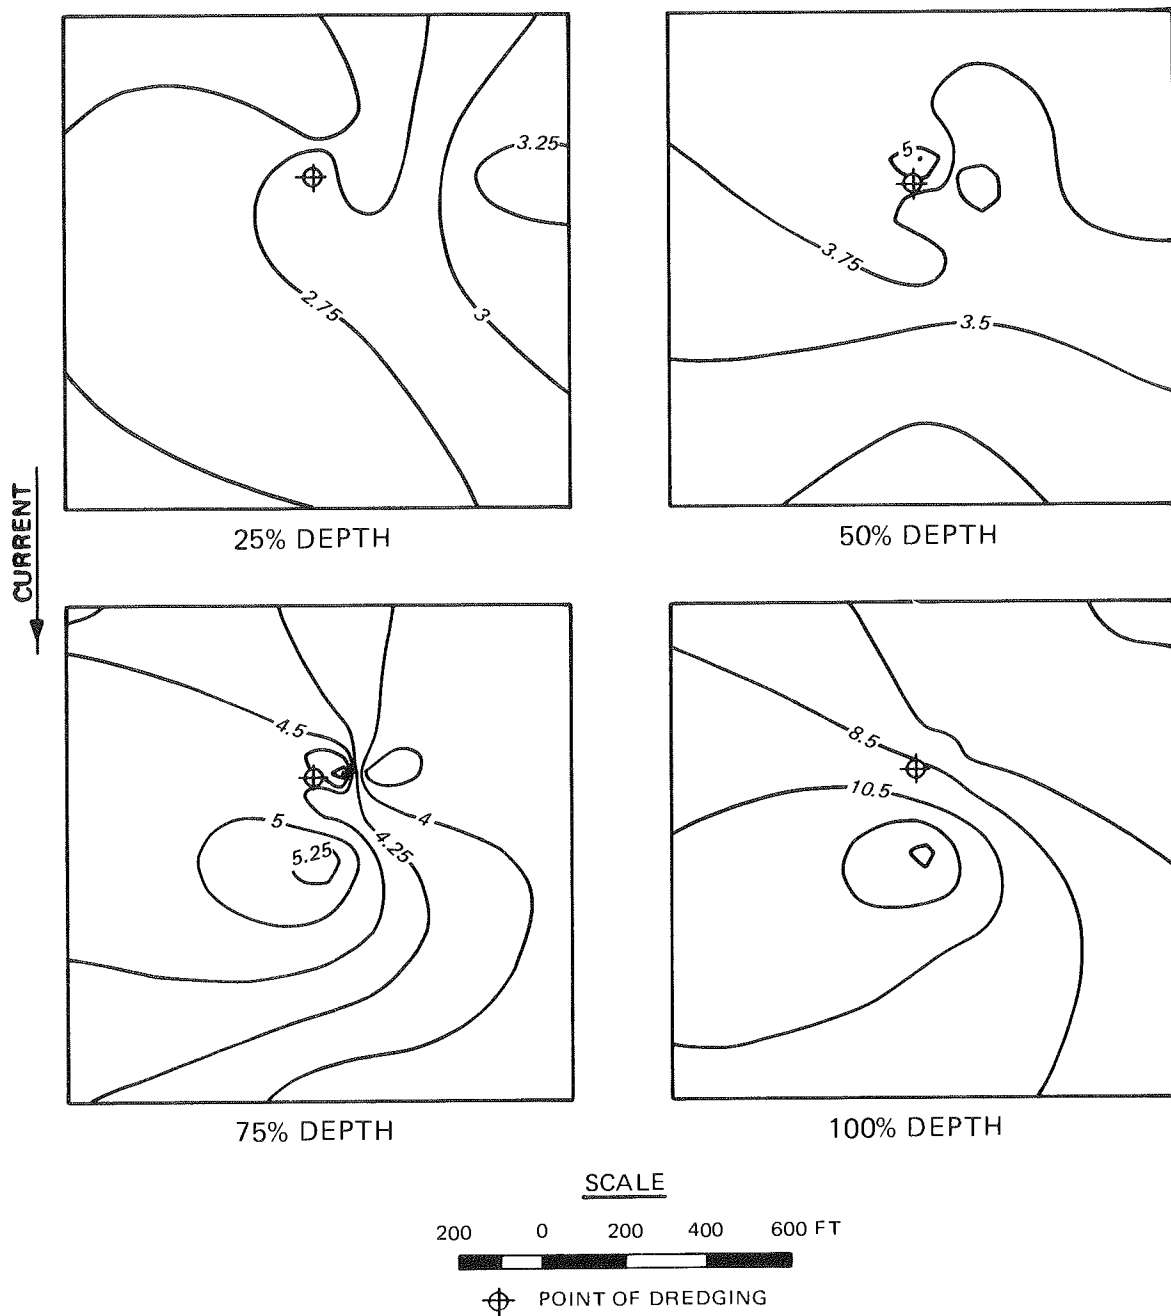 3.25
2.75
3
25% DEPTH
5
3.75
3.5
50% DEPTH
CURRENT
4.5
5
5.25
4.25
4
75% DEPTH
8.5
10.5
100% DEPTH
SCALE
200 0 200 400 600 FT
POINT OF DREDGING